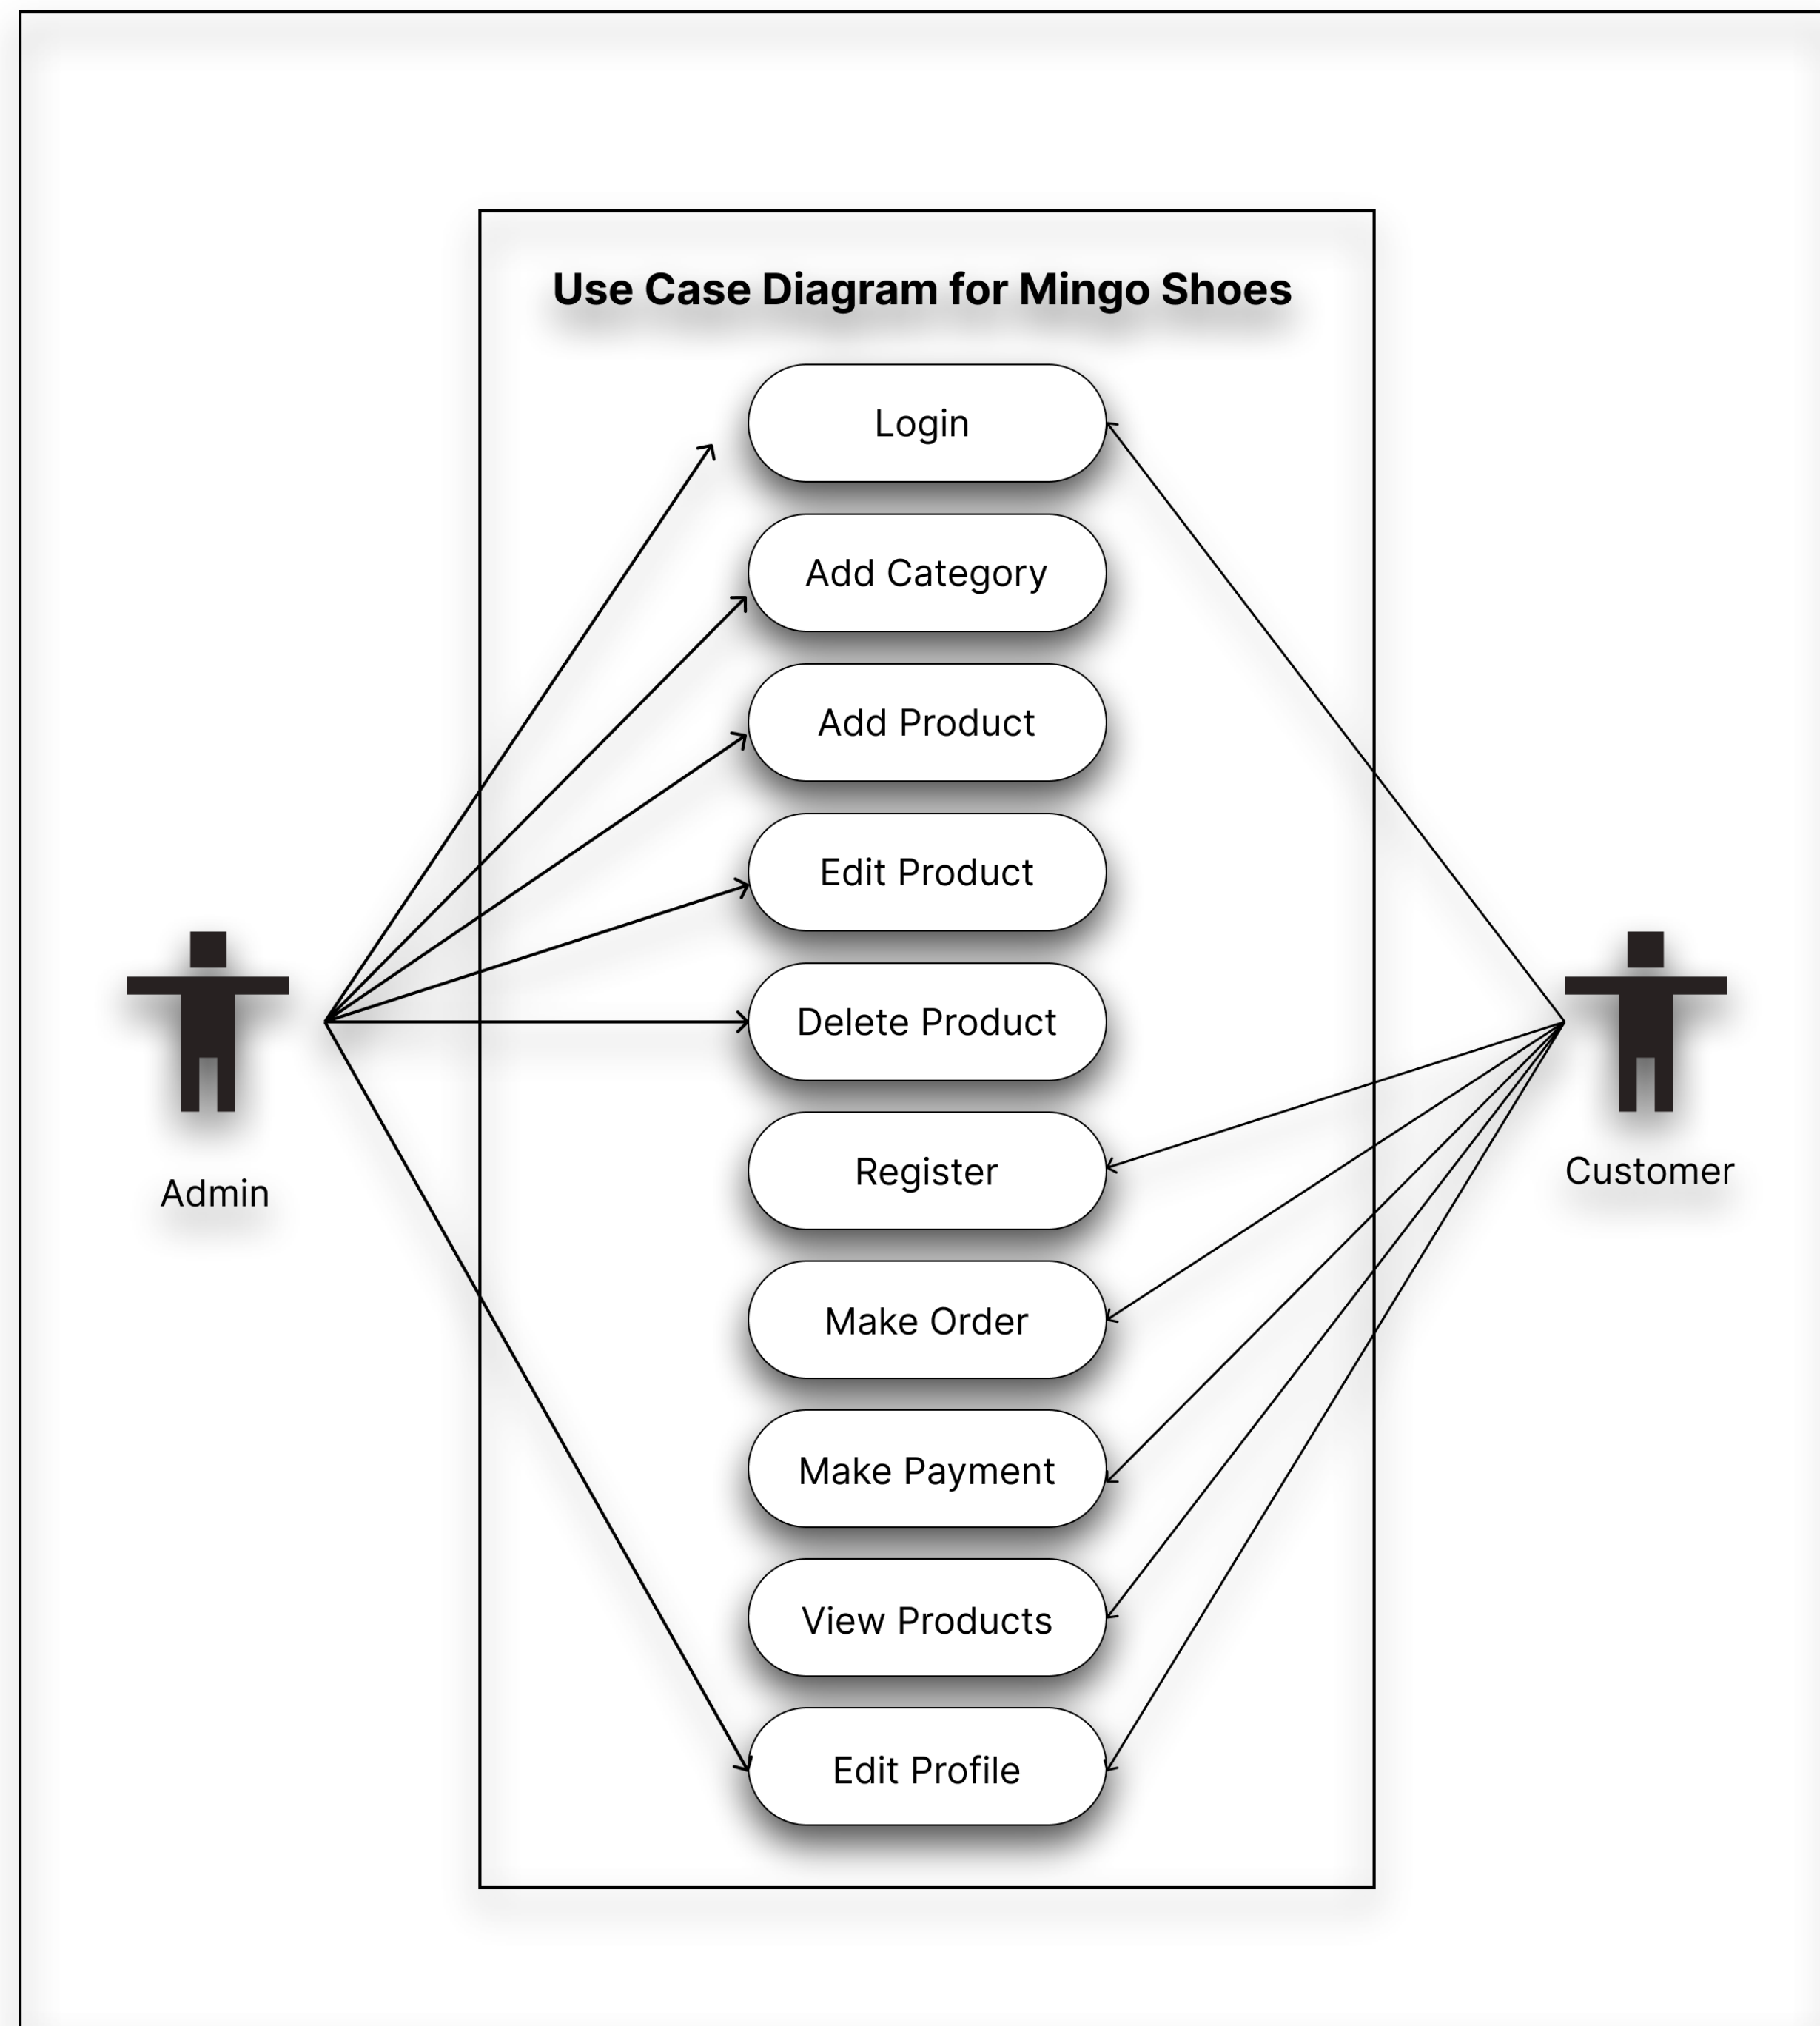 Use Case Diagram for Mingo Shoes
Login
Add Category
Add Product
Edit Product
Delete Product
Register
Make Order
Make Payment
View Products
Edit Profile
Admin
Customer